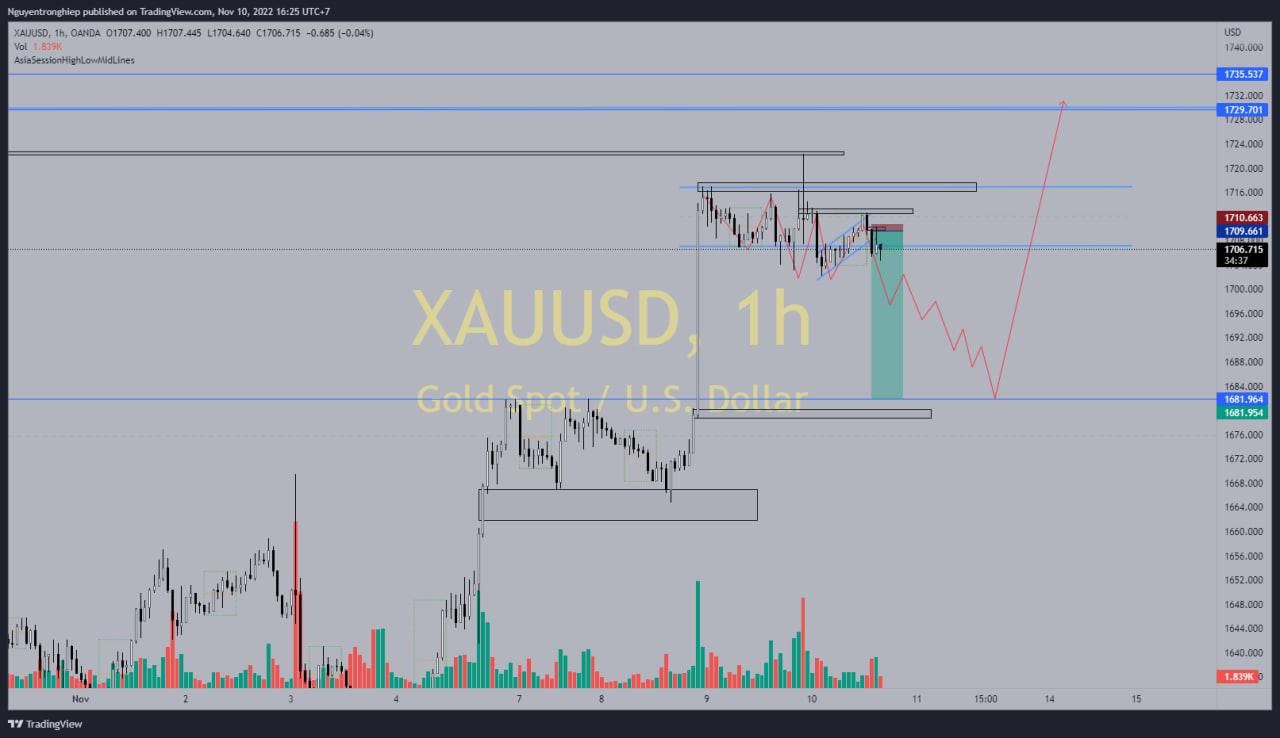 Nguyentronghiep published on TradingView.com, Nov 10, 2022 16:25 UTC+7
XAUUSD, 1h, OANDA O1707.400 H1707.445 L1704.640 C1706.715 −0.685 (−0.04%)
Vol 1.839K
AsiaSessionHighLowMidLines
USD
1740.000
1735.537
1732.000
1729.701
1728.000
1724.000
1720.000
1716.000
1710.663
1709.661
1706.715
34:37
1700.000
1696.000
1692.000
1688.000
1684.000
1681.964
1681.954
1676.000
1672.000
1668.000
1664.000
1660.000
1656.000
1652.000
1648.000
1644.000
1640.000
1.839K
XAUUSD, 1h
Gold Spot / U.S. Dollar
Nov 2 3 4 7 8 9 10 11 15:00 14 15
TradingView